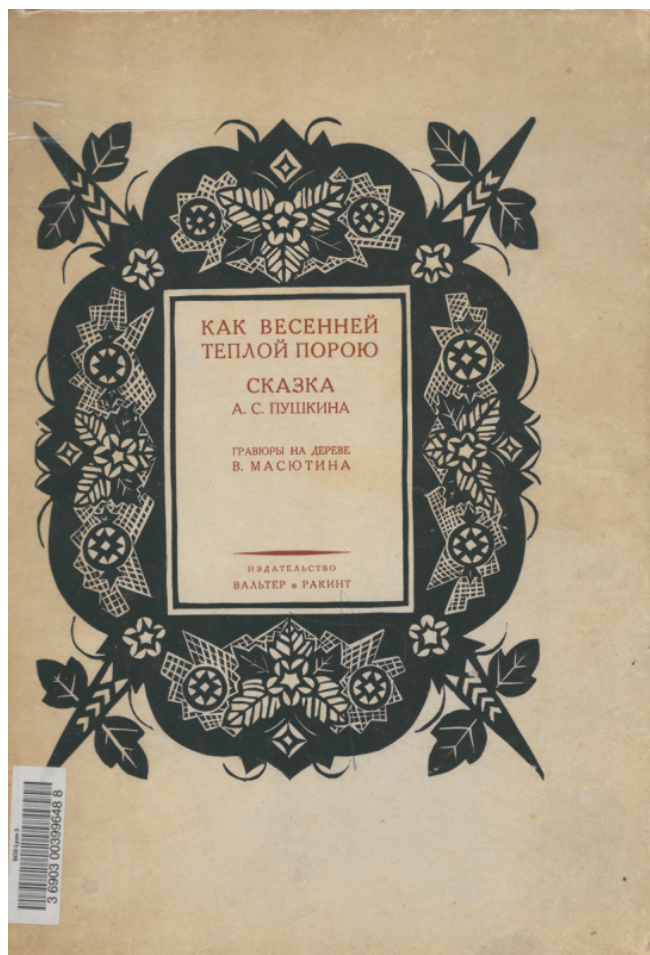 КАК ВЕСЕННЕЙ
ТЕПЛОЙ ПОРОЮ
СКАЗКА
А. С. ПУШКИНА
ГРАВЮРЫ НА ДЕРЕВЕ
В. МАСЮТИНА
ИЗДАТЕЛЬСТВО
ВАЛЬТЕР и РАКИНТ
3 6903 00399648 8